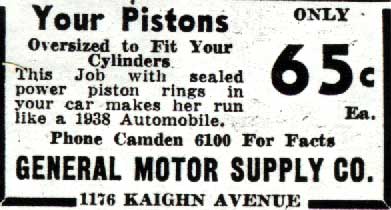 Your Pistons
Oversized to Fit Your
Cylinders
This Job with sealed
power piston rings in
your car makes her run
like a 1938 Automobile.
ONLY
65c
Ea.
Phone Camden 6100 For Facts
GENERAL MOTOR SUPPLY CO.
1176 KAIGHN AVENUE